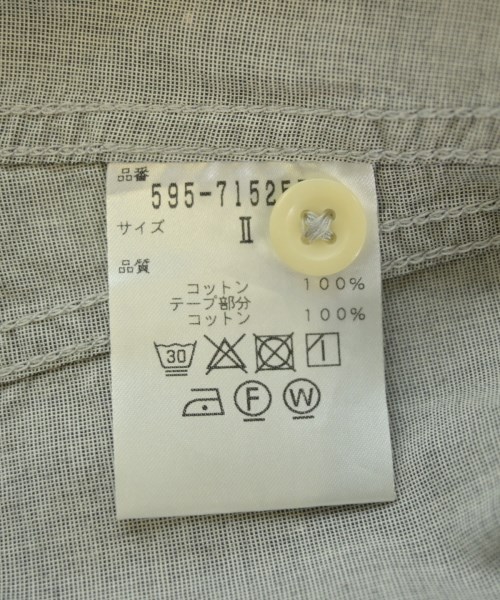 品番
595-71525
サイズ II
品質
コットン 100%
テープ部分
コットン 100%
30
F W